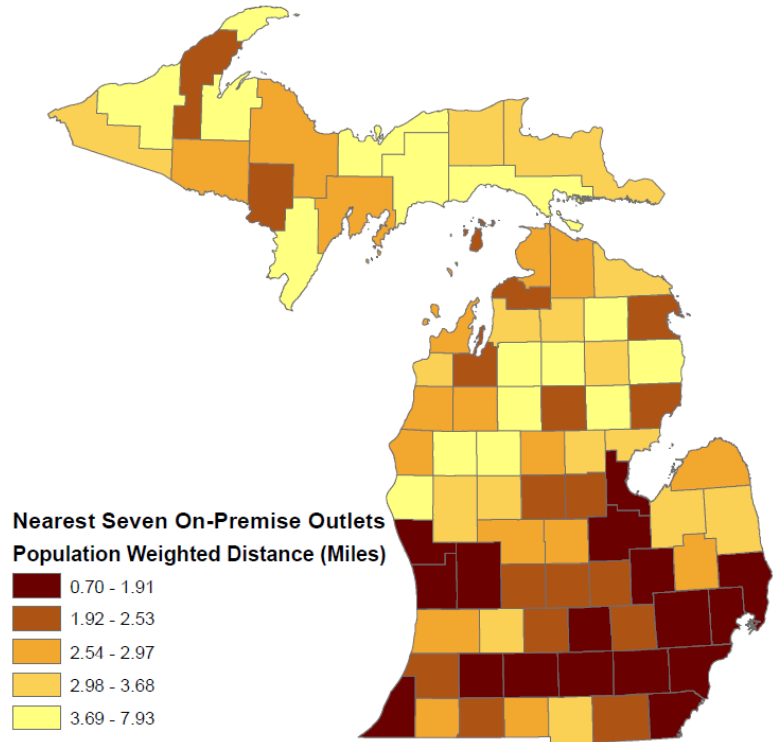 Nearest Seven On-Premise Outlets
Population Weighted Distance (Miles)
0.70 - 1.91
1.92 - 2.53
2.54 - 2.97
2.98 - 3.68
3.69 - 7.93